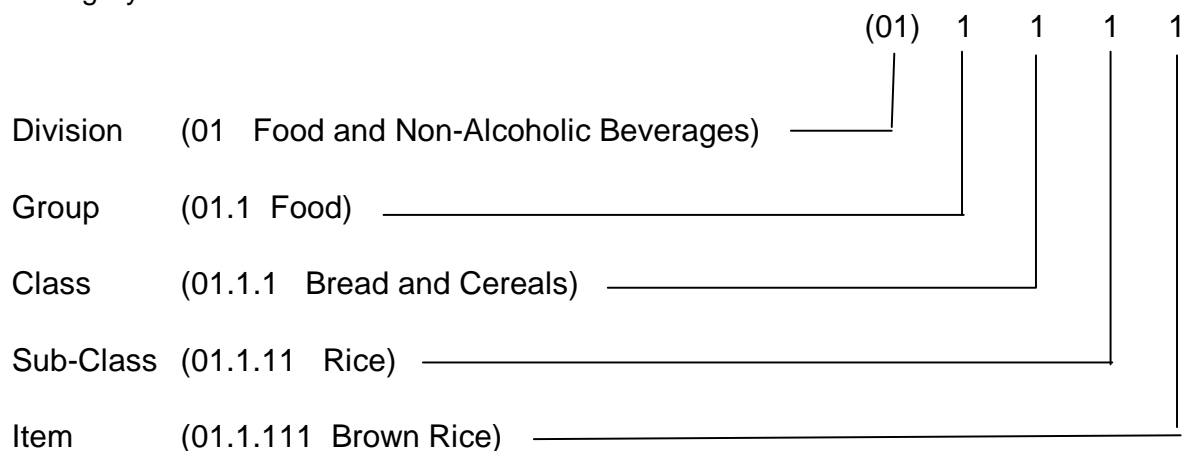 (01) 1 1 1 1
Division (01 Food and Non-Alcoholic Beverages)
Group (01.1 Food)
Class (01.1.1 Bread and Cereals)
Sub-Class (01.1.11 Rice)
Item (01.1.111 Brown Rice)